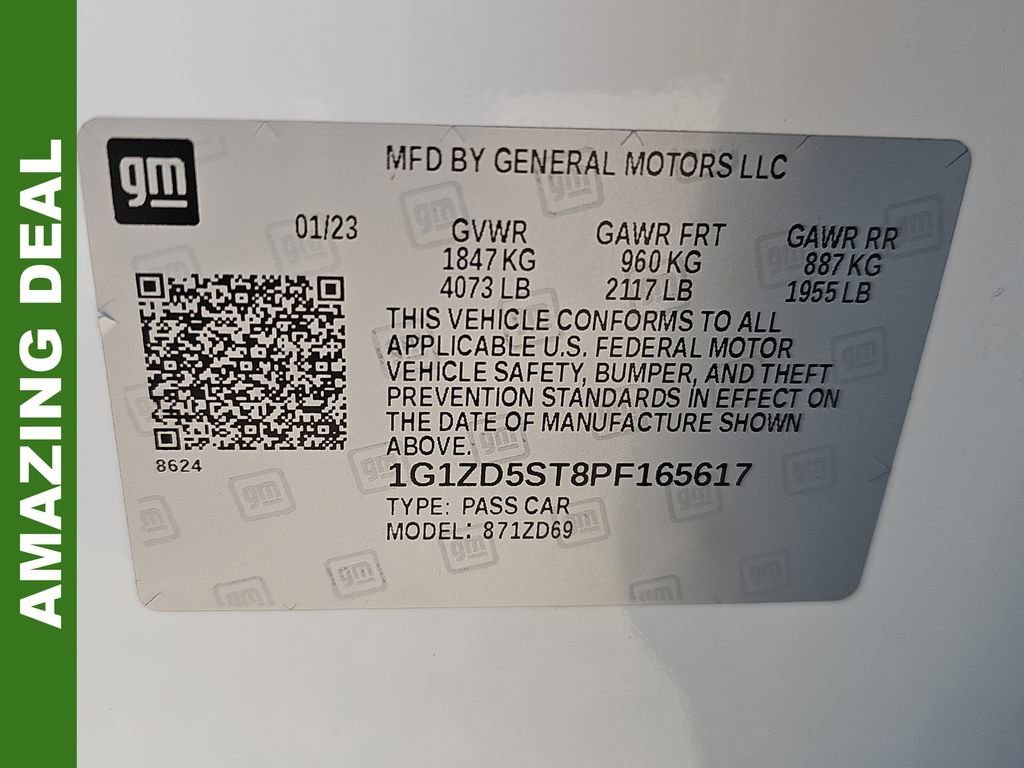 AMAZING DEAL
gm
MFD BY GENERAL MOTORS LLC
01/23 GVWR GAWR FRT GAWR RR
1847 KG 960 KG 887 KG
4073 LB 2117 LB 1955 LB
THIS VEHICLE CONFORMS TO ALL
APPLICABLE U.S. FEDERAL MOTOR
VEHICLE SAFETY, BUMPER, AND THEFT
PREVENTION STANDARDS IN EFFECT ON
THE DATE OF MANUFACTURE SHOWN
ABOVE.
8624
1G1ZD5ST8PF165617
TYPE: PASS CAR
MODEL: 871ZD69